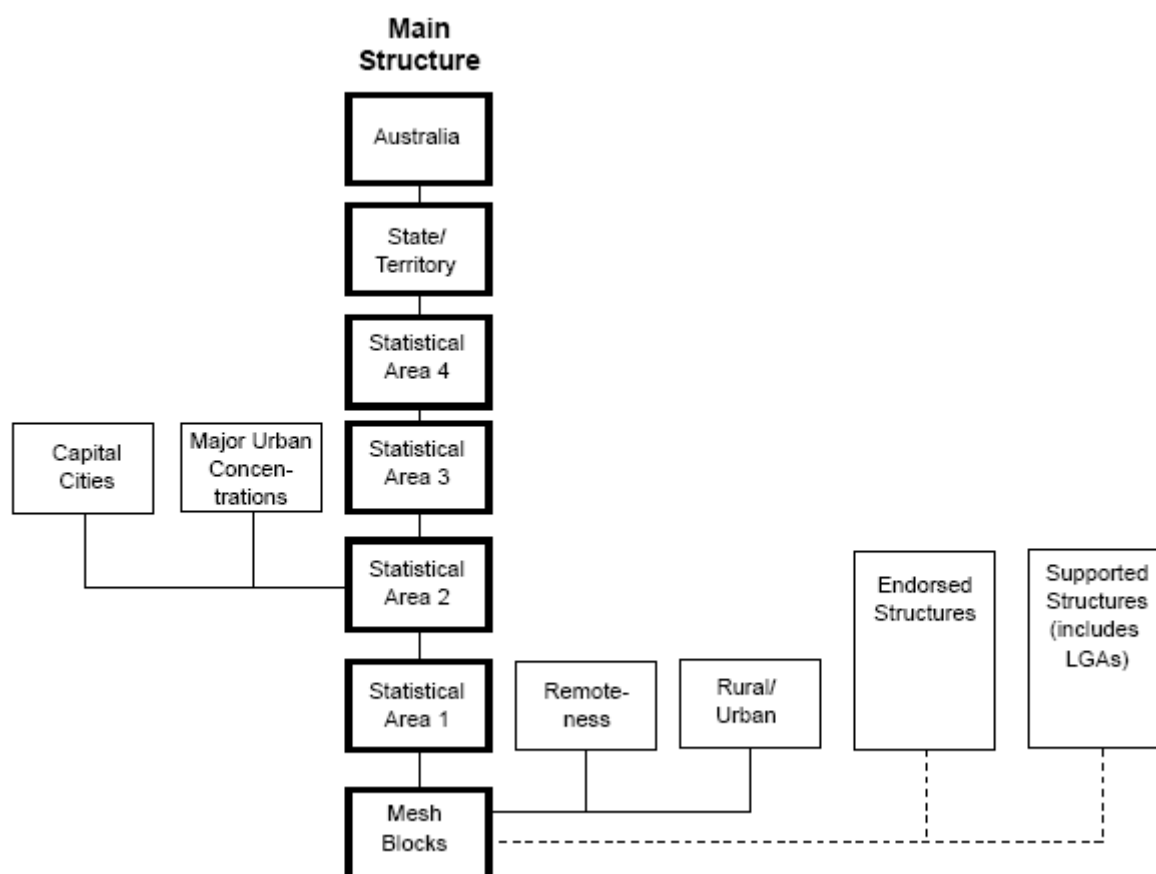 Main
Structure
Australia
State/
Territory
Statistical
Area 4
Capital
Cities
Major Urban
Concen-
trations
Statistical
Area 3
Statistical
Area 2
Endorsed
Structures
Supported
Structures
(includes
LGAs)
Statistical
Area 1
Remote-
ness
Rural/
Urban
Mesh
Blocks